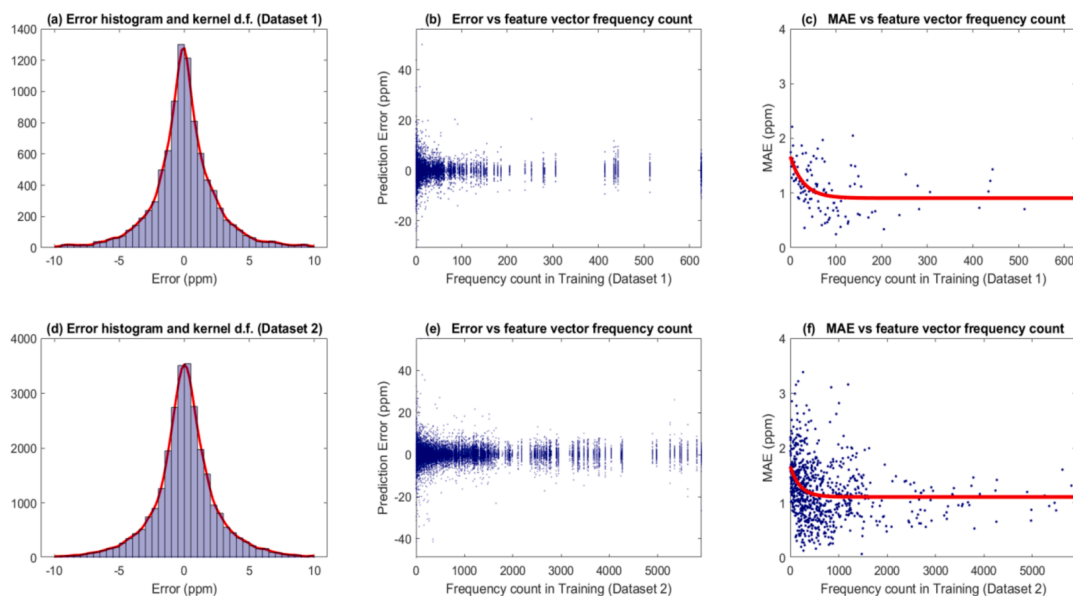 (a) Error histogram and kernel d.f. (Dataset 1)
1400
1200
1000
800
600
400
200
0
-10 -5 0 5 10
Error (ppm)
(b) Error vs feature vector frequency count
Prediction Error (ppm)
40
20
0
-20
0 100 200 300 400 500 600
Frequency count in Training (Dataset 1)
(c) MAE vs feature vector frequency count
MAE (ppm)
4
3
2
1
0
0 100 200 300 400 500 600
Frequency count in Training (Dataset 1)
(d) Error histogram and kernel d.f. (Dataset 2)
4000
3000
2000
1000
0
-10 -5 0 5 10
Error (ppm)
(e) Error vs feature vector frequency count
Prediction Error (ppm)
40
20
0
-20
-40
0 1000 2000 3000 4000 5000
Frequency count in Training (Dataset 2)
(f) MAE vs feature vector frequency count
MAE (ppm)
4
3
2
1
0
0 1000 2000 3000 4000 5000
Frequency count in Training (Dataset 2)